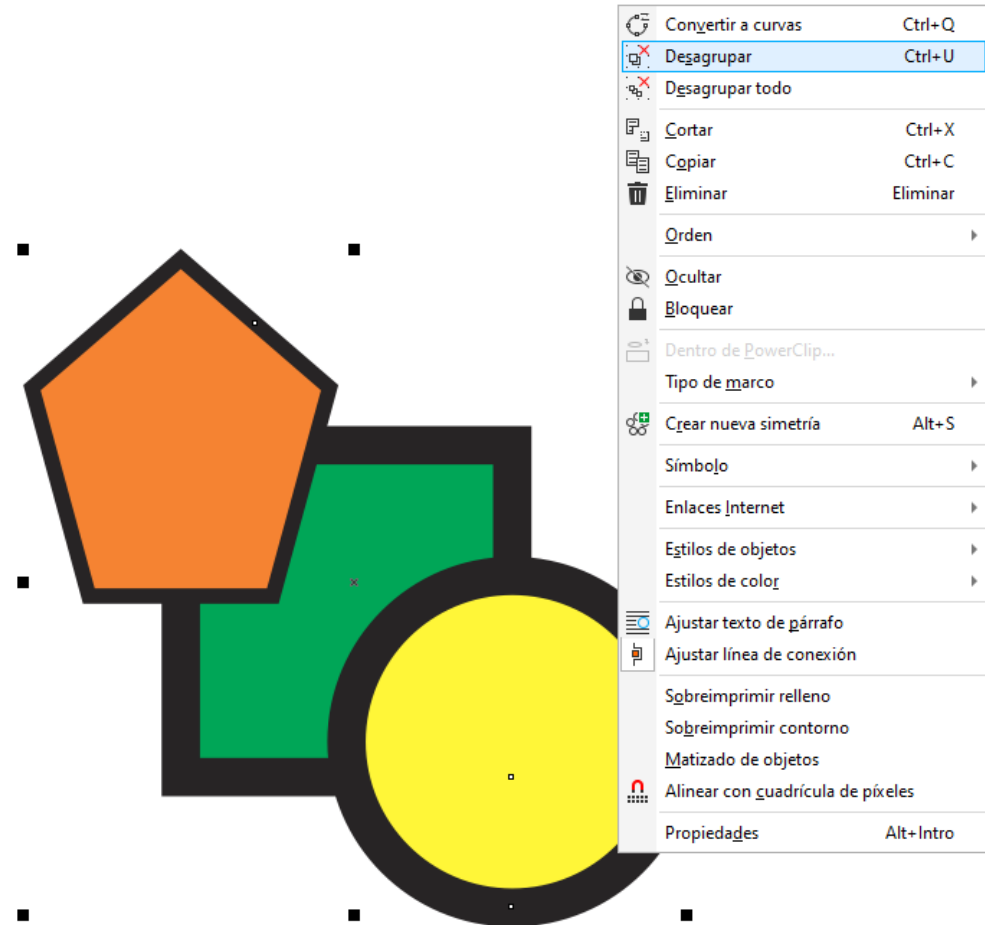 Convertir a curvas Ctrl+Q
Desagrupar Ctrl+U
Desagrupar todo
Cortar Ctrl+X
Copiar Ctrl+C
Eliminar Eliminar
Orden
Ocultar
Bloquear
Dentro de PowerClip...
Tipo de marco
Crear nueva simetría Alt+S
Símbolo
Enlaces Internet
Estilos de objetos
Estilos de color
Ajustar texto de párrafo
Ajustar línea de conexión
Sobreimprimir relleno
Sobreimprimir contorno
Matizado de objetos
Alinear con cuadrícula de píxeles
Propiedades Alt+Intro